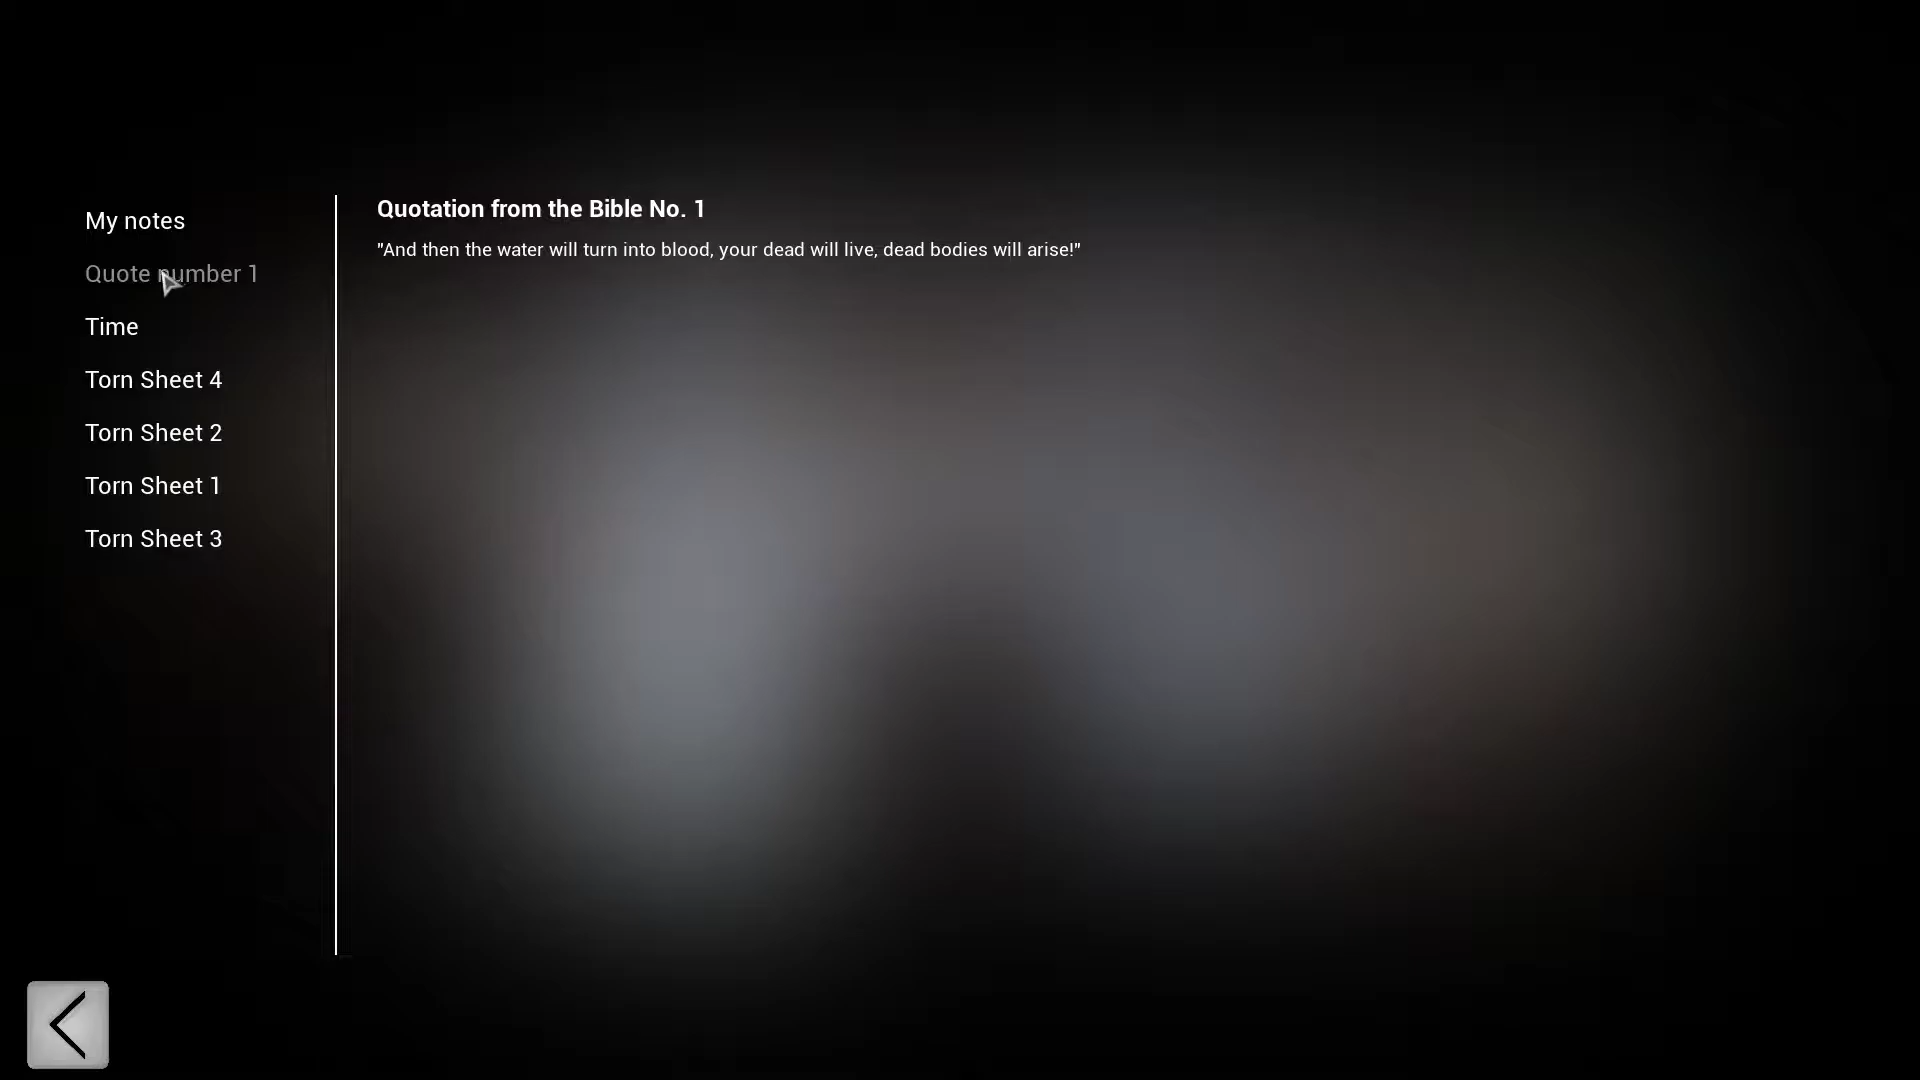 My notes
Quote number 1
Time
Torn Sheet 4
Torn Sheet 2
Torn Sheet 1
Torn Sheet 3
Quotation from the Bible No. 1
"And then the water will turn into blood, your dead will live, dead bodies will arise!"